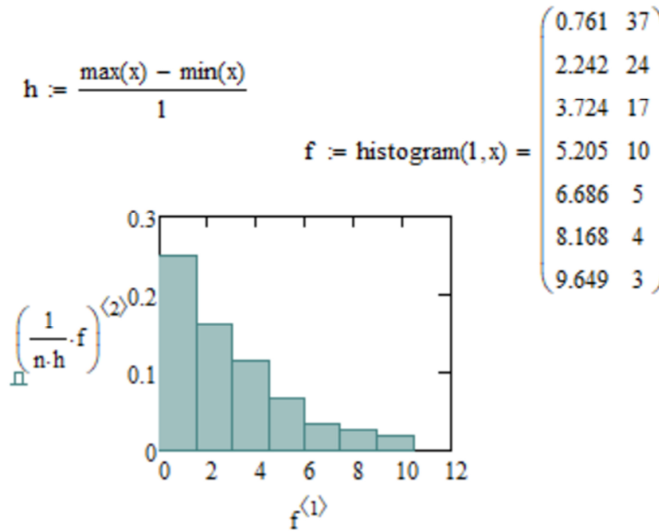 h := max(x) − min(x) / l
f := histogram(l,x) =
0.761 37
2.242 24
3.724 17
5.205 10
6.686 5
8.168 4
9.649 3
0.3
0.2
0.1
0
(1/n·h · f)⟨2⟩
n
0 2 4 6 8 10 12
f⟨1⟩